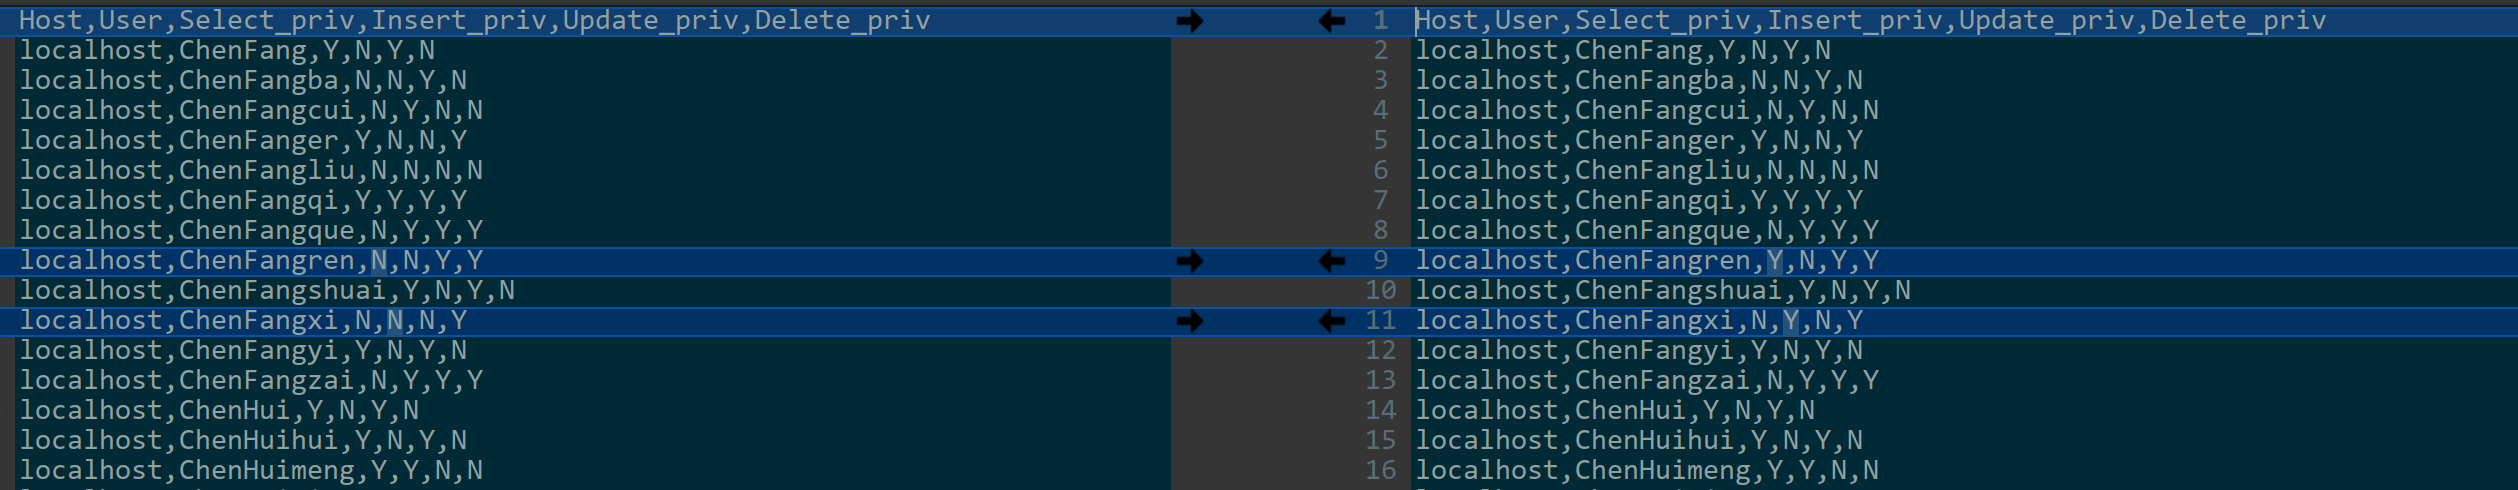 Host,User,Select_priv,Insert_priv,Update_priv,Delete_priv
localhost,ChenFang,Y,N,Y,N
localhost,ChenFangba,N,N,Y,N
localhost,ChenFangcui,N,Y,N,N
localhost,ChenFanger,Y,N,N,Y
localhost,ChenFangliu,N,N,N,N
localhost,ChenFangqi,Y,Y,Y,Y
localhost,ChenFangque,N,Y,Y,Y
localhost,ChenFangren,N,N,Y,Y
localhost,ChenFangshuai,Y,N,Y,N
localhost,ChenFangxi,N,N,N,Y
localhost,ChenFangyi,Y,N,Y,N
localhost,ChenFangzai,N,Y,Y,Y
localhost,ChenHui,Y,N,Y,N
localhost,ChenHuihui,Y,N,Y,N
localhost,ChenHuimeng,Y,Y,N,N
1 Host,User,Select_priv,Insert_priv,Update_priv,Delete_priv
2 localhost,ChenFang,Y,N,Y,N
3 localhost,ChenFangba,N,N,Y,N
4 localhost,ChenFangcui,N,Y,N,N
5 localhost,ChenFanger,Y,N,N,Y
6 localhost,ChenFangliu,N,N,N,N
7 localhost,ChenFangqi,Y,Y,Y,Y
8 localhost,ChenFangque,N,Y,Y,Y
9 localhost,ChenFangren,Y,N,Y,Y
10 localhost,ChenFangshuai,Y,N,Y,N
11 localhost,ChenFangxi,N,Y,N,Y
12 localhost,ChenFangyi,Y,N,Y,N
13 localhost,ChenFangzai,N,Y,Y,Y
14 localhost,ChenHui,Y,N,Y,N
15 localhost,ChenHuihui,Y,N,Y,N
16 localhost,ChenHuimeng,Y,Y,N,N